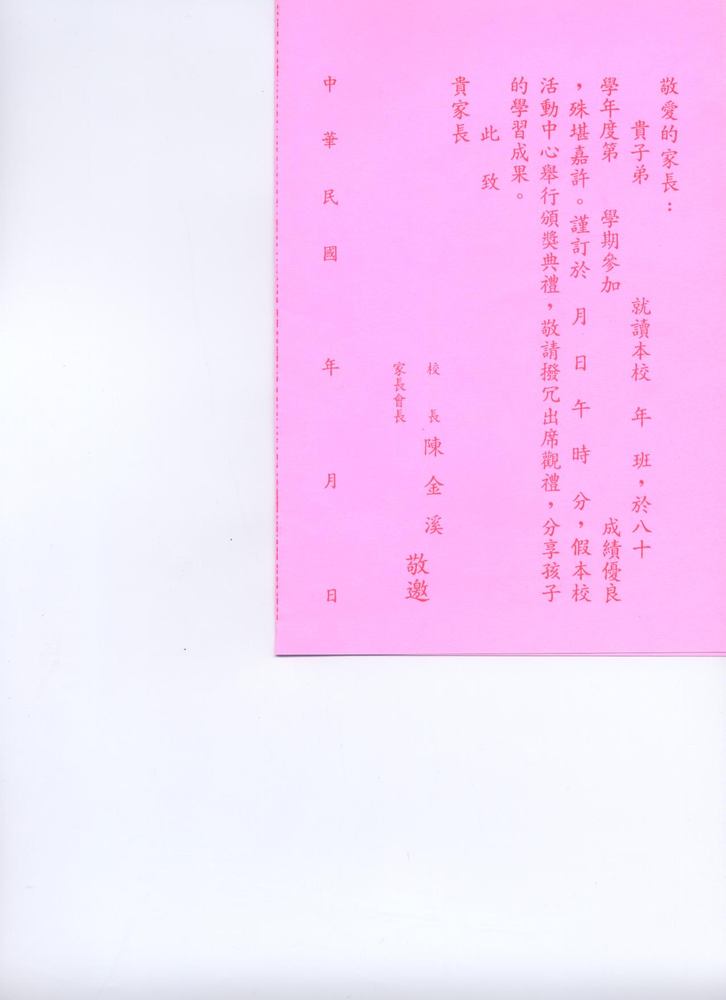 敬愛的家長：
貴子弟　　　　　就讀本校　年　班，於八十
學年度第　　學期參加　　　　　　　　　　成績優良
，殊堪嘉許。謹訂於　月　日　午　時　分，假本校
活動中心舉行頒獎典禮，敬請撥冗出席觀禮，分享孩子
的學習成果。
此　致
貴家長
校　長 陳 金 溪
家長會長
敬邀
中 華 民 國　　年　　月　　日